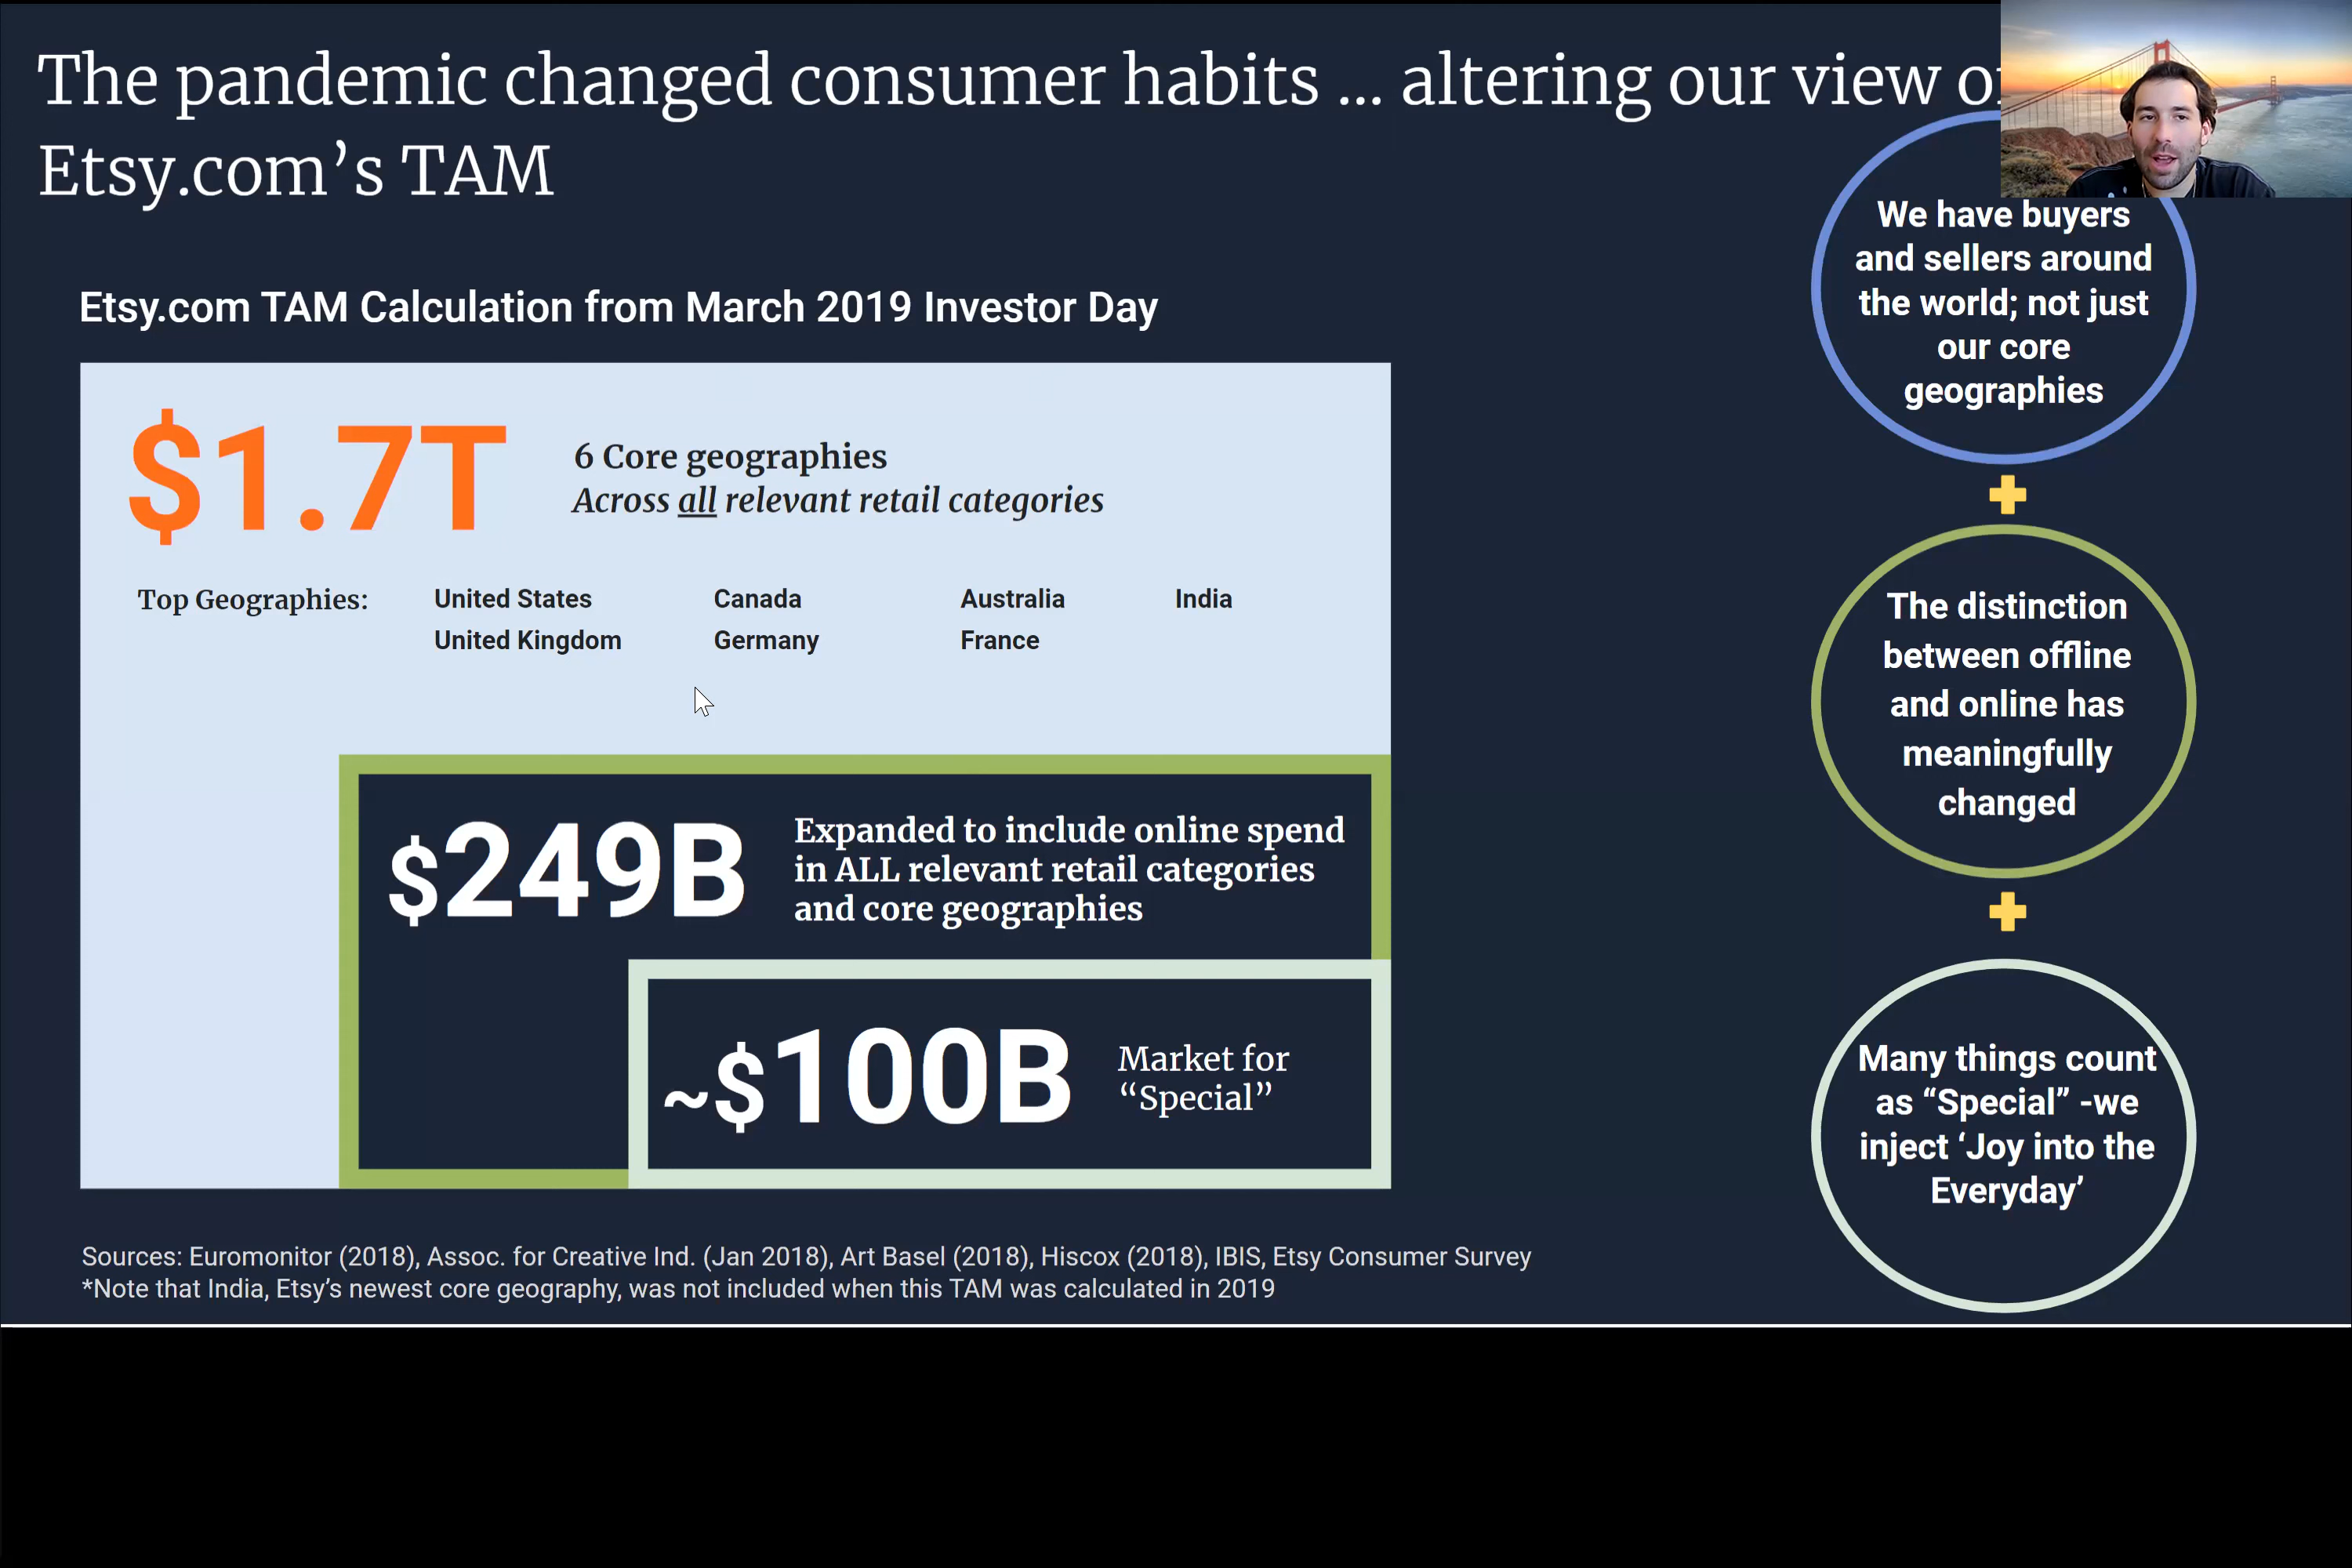 The pandemic changed consumer habits ... altering our view
Etsy.com’s TAM
Etsy.com TAM Calculation from March 2019 Investor Day
$1.7T
6 Core geographies
Across all relevant retail categories
Top Geographies:
United States
Canada
Australia
India
United Kingdom
Germany
France
$249B
Expanded to include online spend
in ALL relevant retail categories
and core geographies
~$100B
Market for
“Special”
Sources: Euromonitor (2018), Assoc. for Creative Ind. (Jan 2018), Art Basel (2018), Hiscox (2018), IBIS, Etsy Consumer Survey
*Note that India, Etsy’s newest core geography, was not included when this TAM was calculated in 2019
We have buyers
and sellers around
the world; not just
our core
geographies
The distinction
between offline
and online has
meaningfully
changed
Many things count
as “Special” -we
inject ‘Joy into the
Everyday’